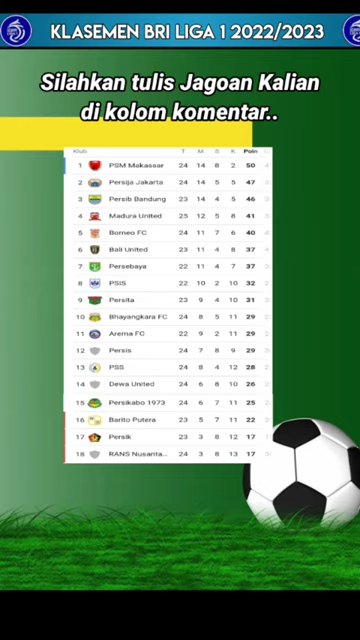 KLASEMEN BRI LIGA 1 2022/2023
Silahkan tulis Jagoan Kalian
di kolom komentar..
Klub T M S K Poin
1 PSM Makassar 24 14 8 2 50
2 Persija Jakarta 24 14 5 5 47
3 Persib Bandung 23 14 4 5 46
4 Madura United 25 12 5 8 41
5 Borneo FC 24 11 7 6 40
6 Bali United 23 11 4 8 37
7 Persebaya 22 11 4 7 37
8 PSIS 22 10 2 10 32
9 Persita 23 9 4 10 31
10 Bhayangkara FC 24 8 5 11 29
11 Arema FC 22 9 2 11 29
12 Persis 24 7 8 9 29
13 PSS 24 8 4 12 28
14 Dewa United 24 6 8 10 26
15 Persikabo 1973 24 6 7 11 25
16 Barito Putera 23 5 7 11 22
17 Persik 23 3 8 12 17
18 RANS Nusanta... 24 3 8 13 17